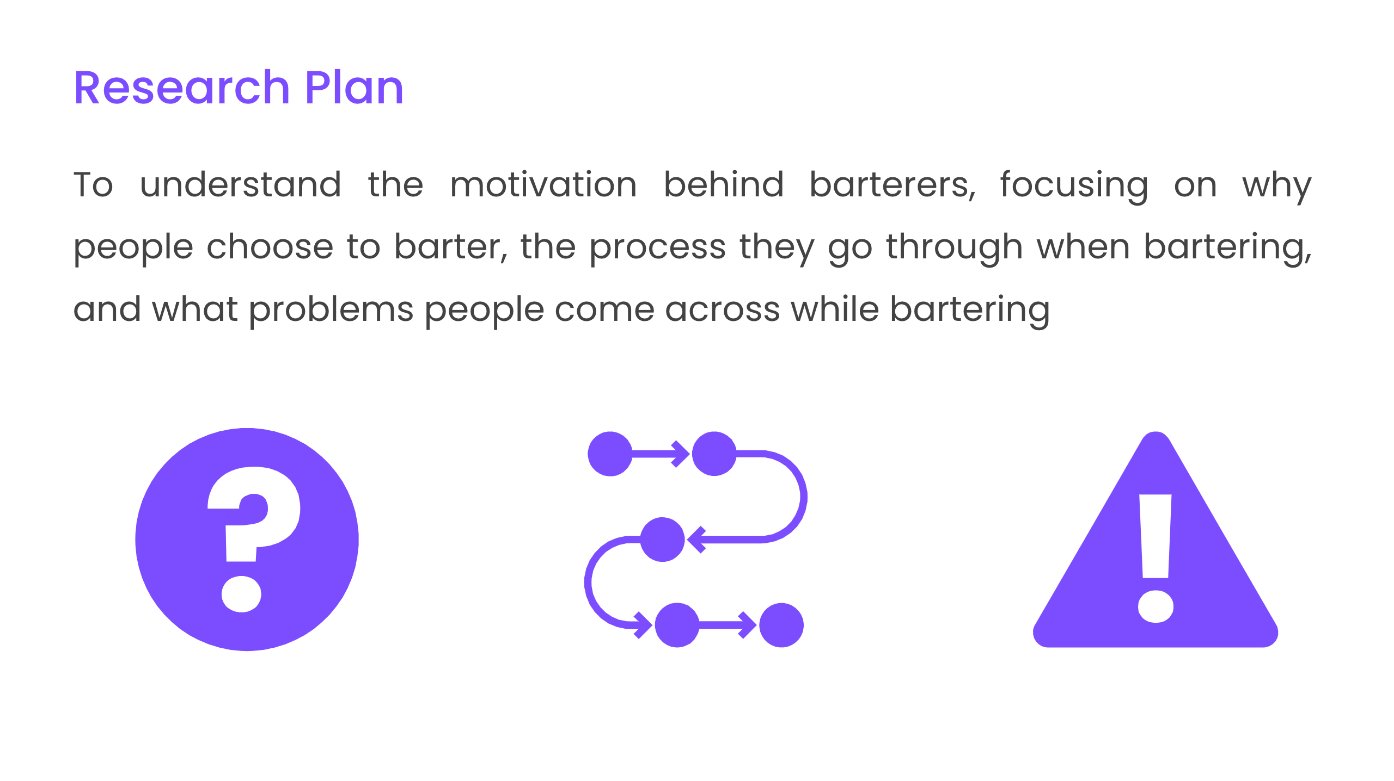 Research Plan
To understand the motivation behind barterers, focusing on why
people choose to barter, the process they go through when bartering,
and what problems people come across while bartering
?
!